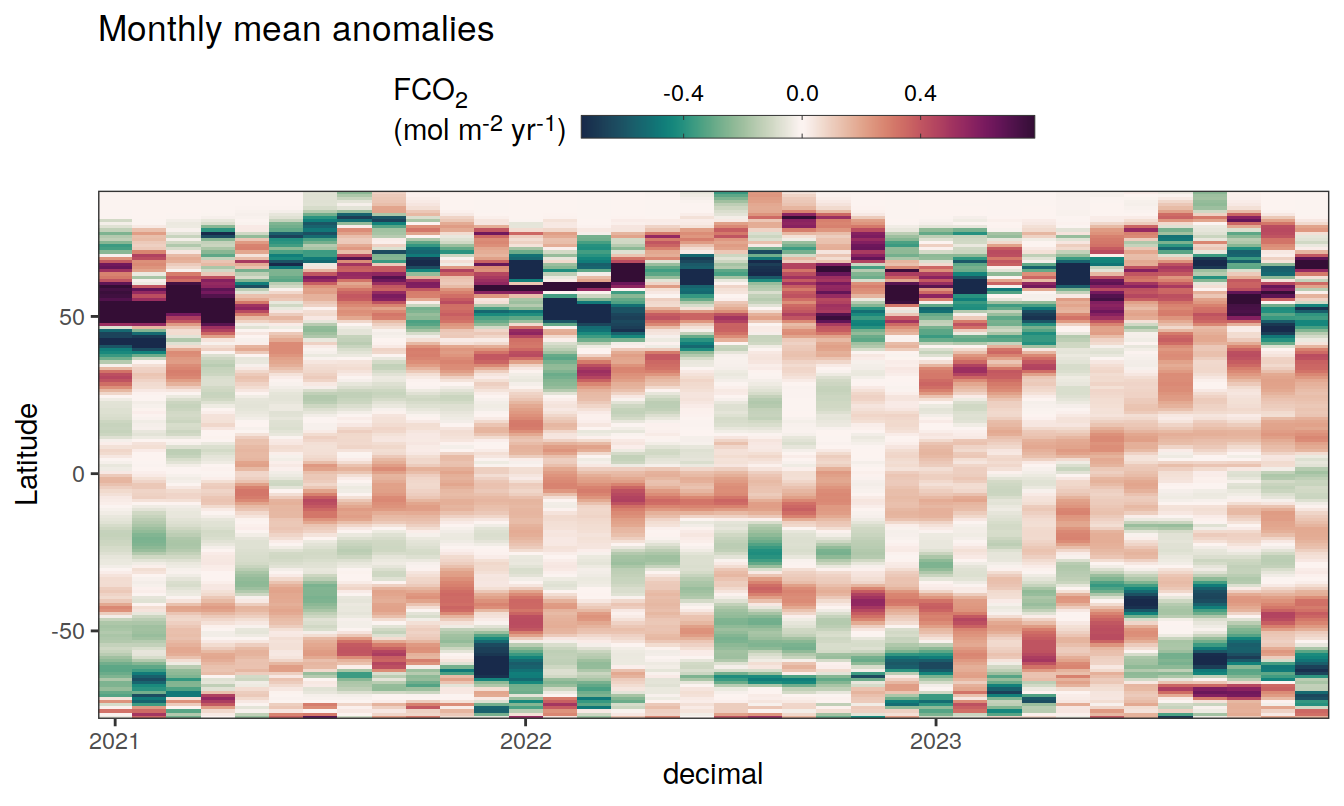 Monthly mean anomalies
FCO₂
(mol m⁻² yr⁻¹)
-0.4 0.0 0.4
Latitude
50
0
-50
2021 2022 2023
decimal